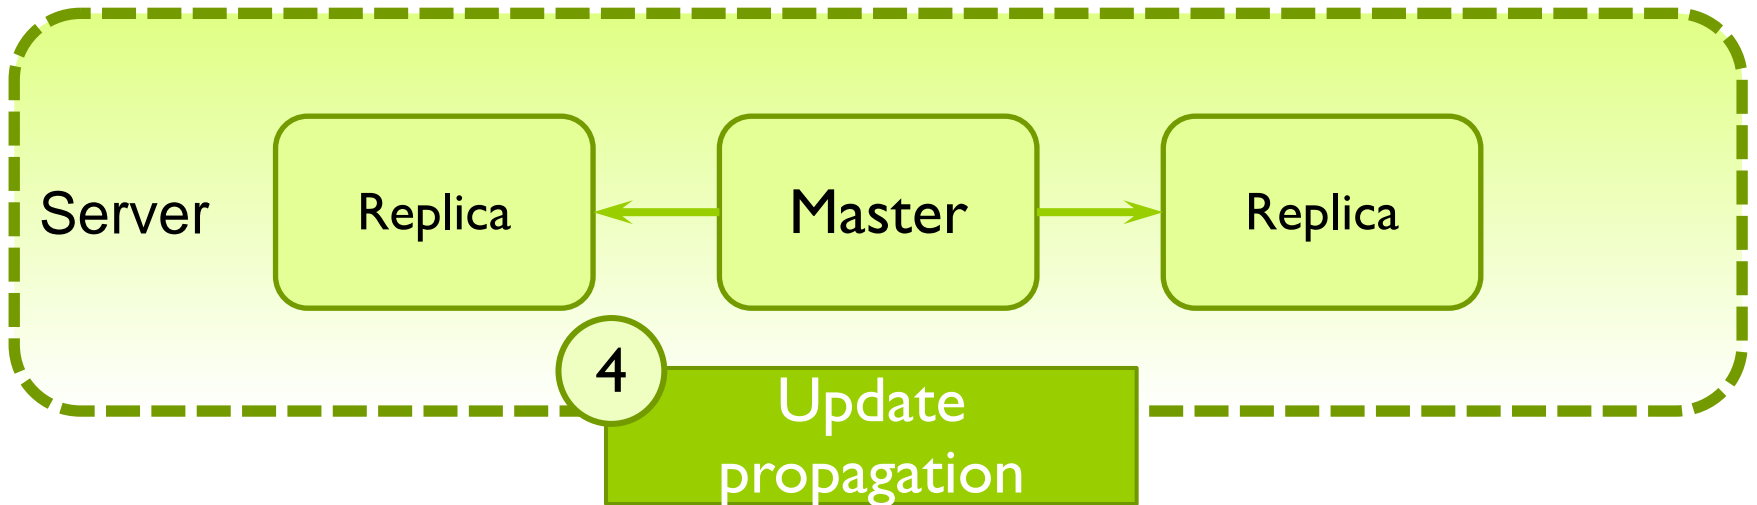 Server
Replica
Master
Replica
4
Update
propagation